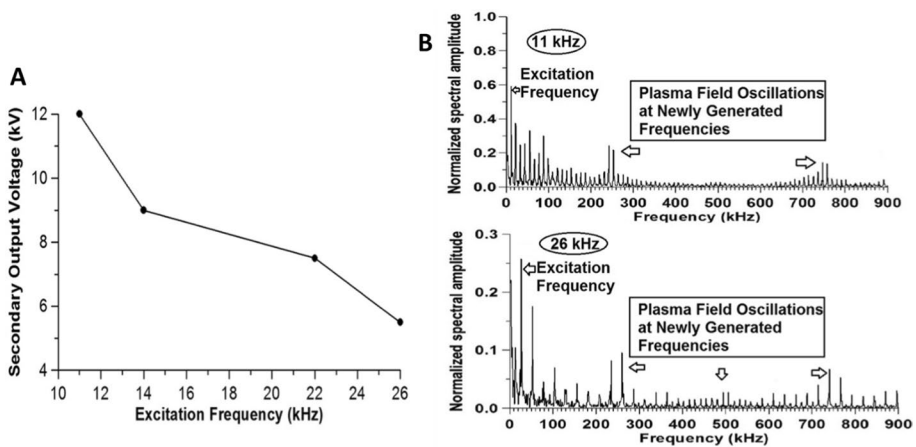 A
Secondary Output Voltage (kV)
12
10
8
6
4
10 12 14 16 18 20 22 24 26
Excitation Frequency (kHz)
B
Normalized spectral amplitude
1.0
0.8
0.6
0.4
0.2
0.0
11 kHz
Excitation
Frequency
Plasma Field Oscillations
at Newly Generated
Frequencies
0 100 200 300 400 500 600 700 800 900
Frequency (kHz)
Normalized spectral amplitude
0.3
0.2
0.1
0.0
26 kHz
Excitation
Frequency
Plasma Field Oscillations
at Newly Generated
Frequencies
0 100 200 300 400 500 600 700 800 900
Frequency (kHz)